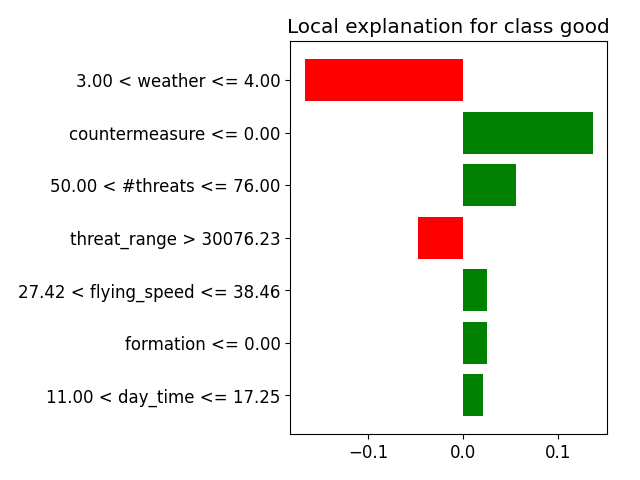 Local explanation for class good
3.00 < weather <= 4.00
countermeasure <= 0.00
50.00 < #threats <= 76.00
threat_range > 30076.23
27.42 < flying_speed <= 38.46
formation <= 0.00
11.00 < day_time <= 17.25
−0.1 0.0 0.1